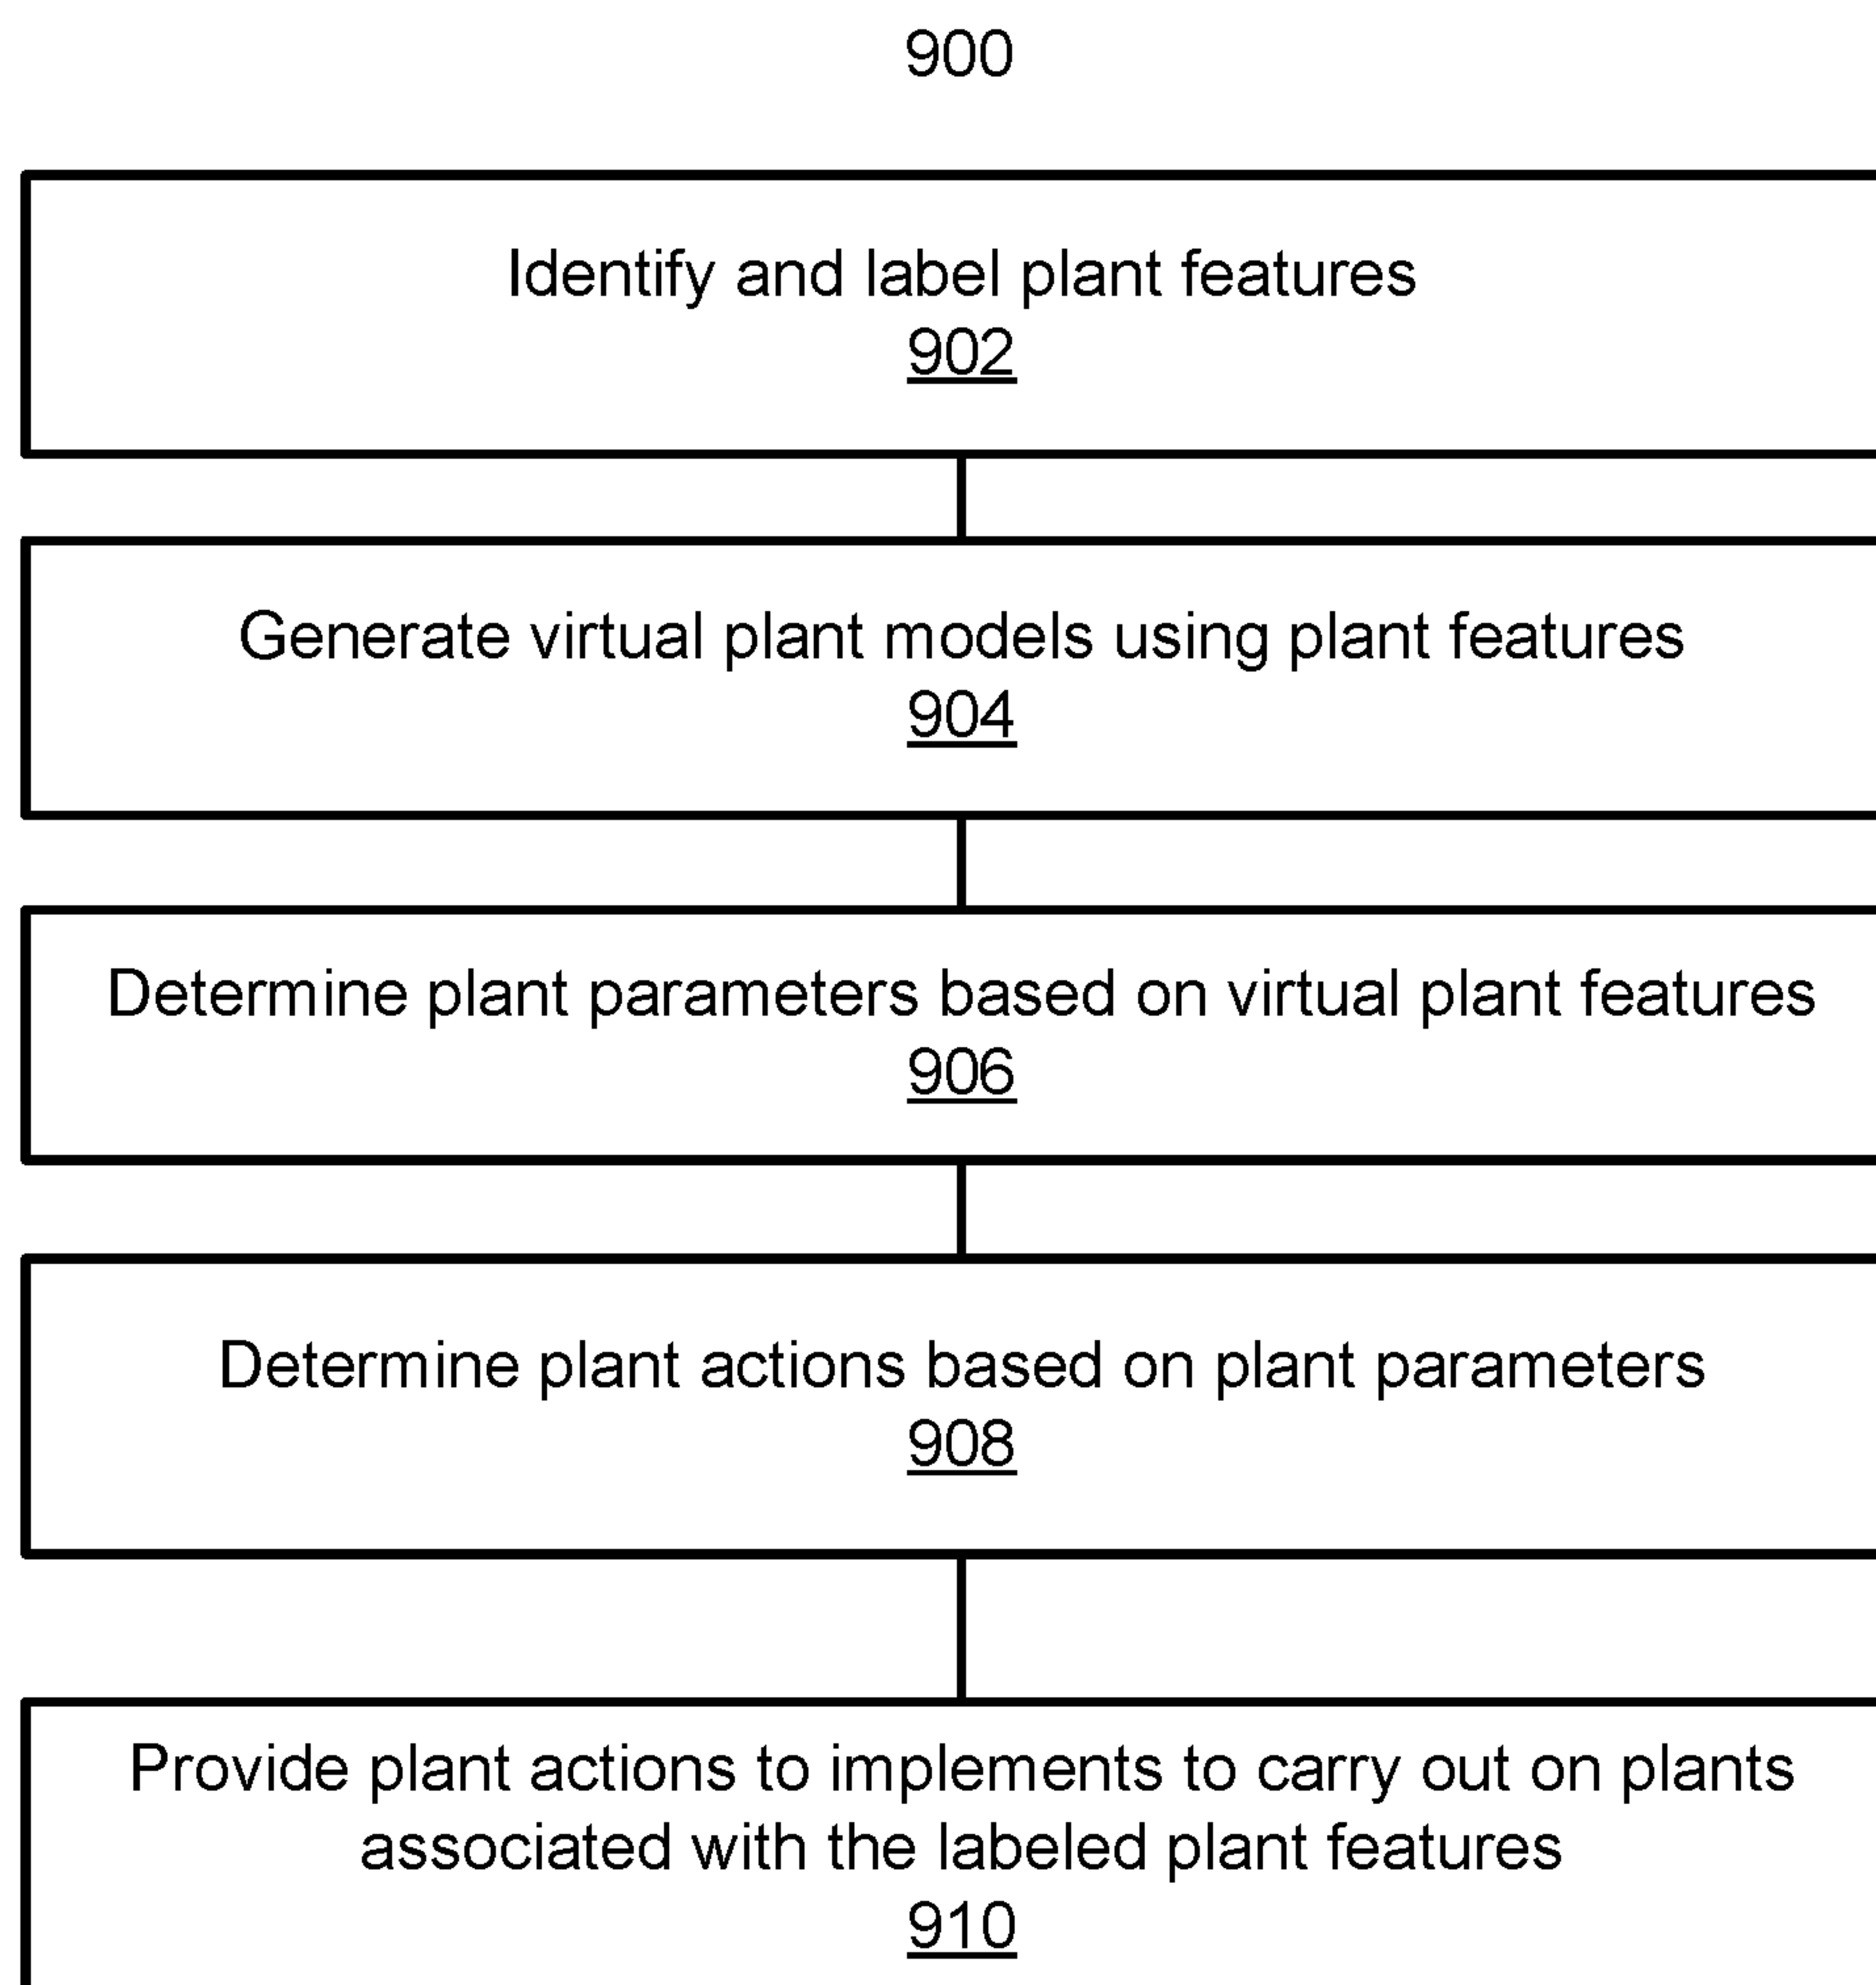 900
Identify and label plant features
902
Generate virtual plant models using plant features
904
Determine plant parameters based on virtual plant features
906
Determine plant actions based on plant parameters
908
Provide plant actions to implements to carry out on plants
associated with the labeled plant features
910